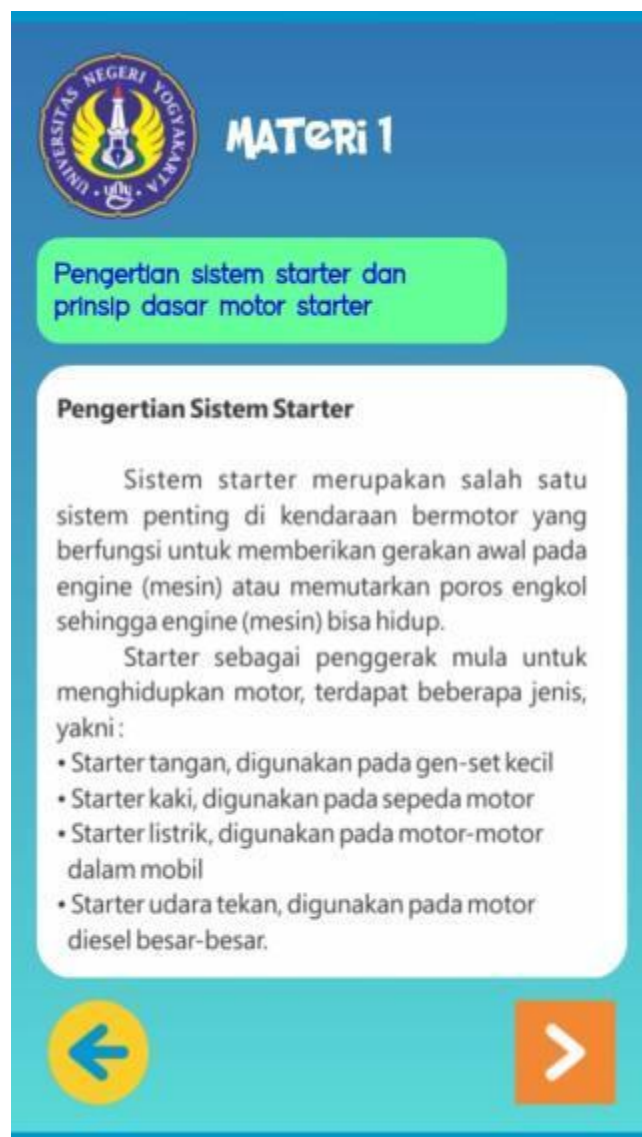 UNIVERSITAS NEGERI YOGYAKARTA
uny
MATERi 1
Pengertian sistem starter dan
prinsip dasar motor starter
Pengertian Sistem Starter
Sistem starter merupakan salah satu
sistem penting di kendaraan bermotor yang
berfungsi untuk memberikan gerakan awal pada
engine (mesin) atau memutarkan poros engkol
sehingga engine (mesin) bisa hidup.
Starter sebagai penggerak mula untuk
menghidupkan motor, terdapat beberapa jenis,
yakni :
• Starter tangan, digunakan pada gen-set kecil
• Starter kaki, digunakan pada sepeda motor
• Starter listrik, digunakan pada motor-motor
dalam mobil
• Starter udara tekan, digunakan pada motor
diesel besar-besar.